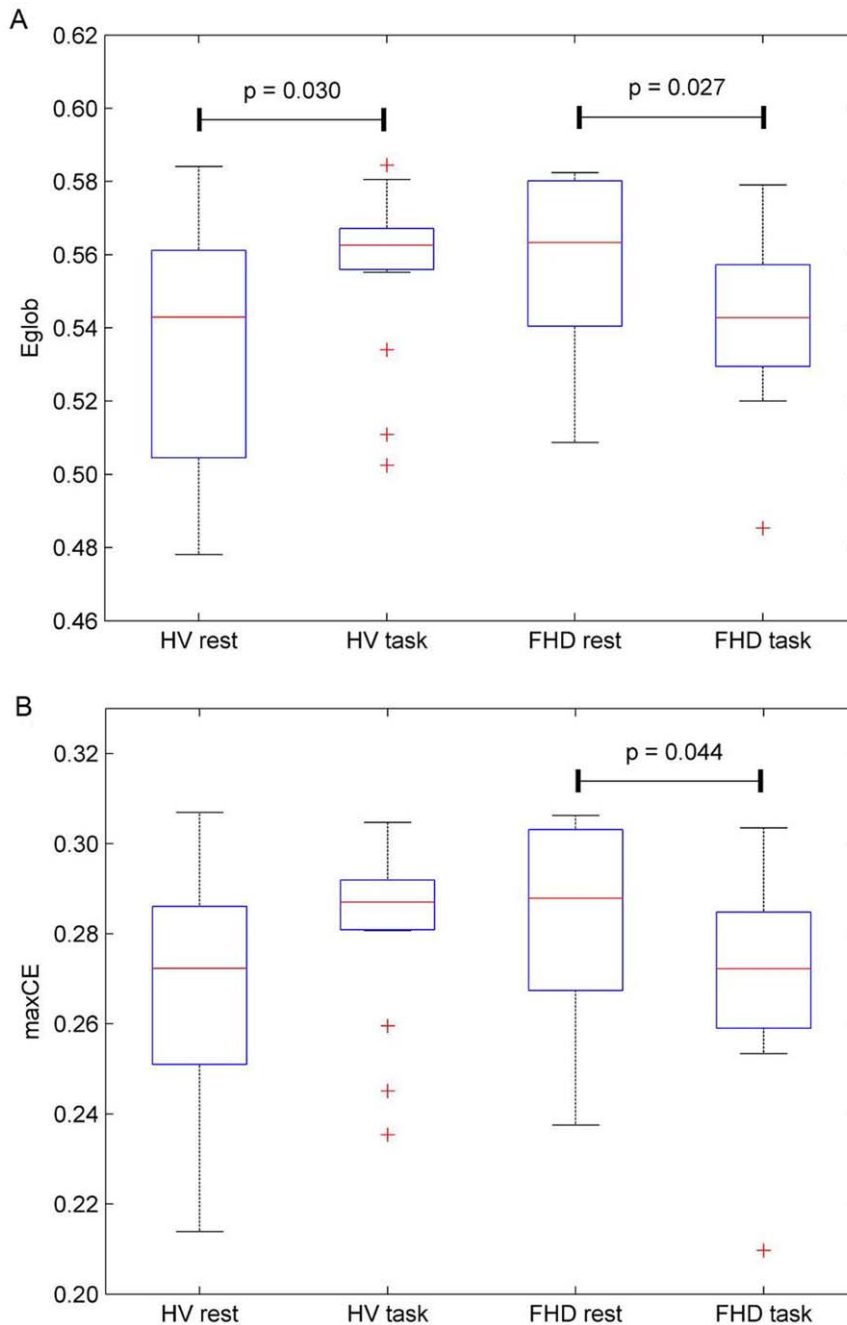 A
0.62
0.60
0.58
0.56
0.54
0.52
0.50
0.48
0.46
Eglob
p = 0.030
p = 0.027
HV rest HV task FHD rest FHD task
B
0.32
0.30
0.28
0.26
0.24
0.22
0.20
maxCE
p = 0.044
HV rest HV task FHD rest FHD task